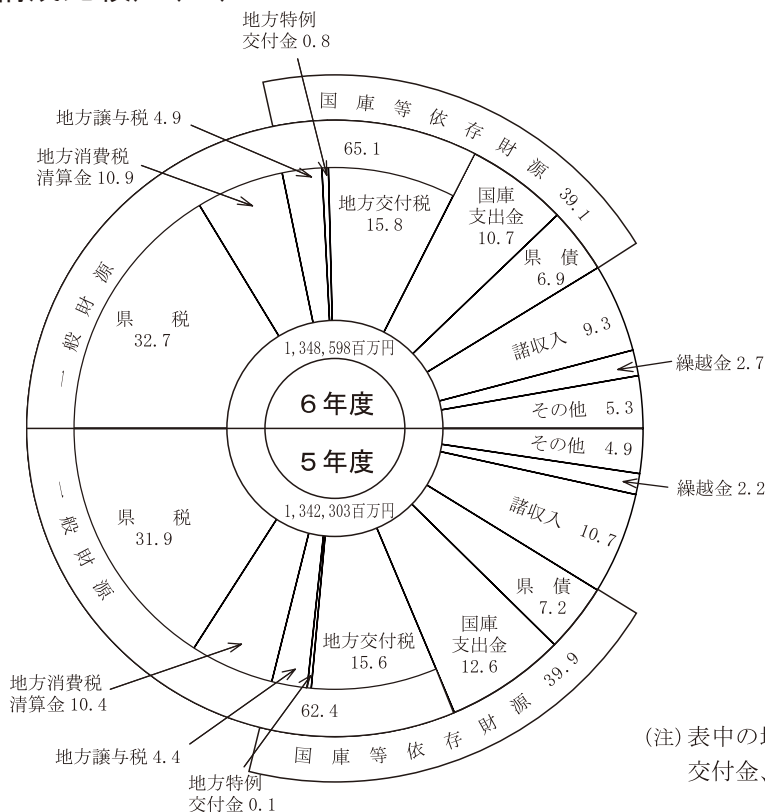 地方特例
交付金 0.8
地方譲与税 4.9
地方消費税
清算金 10.9
国庫等依存財源 39.1
65.1
地方交付税
15.8
国庫
支出金
10.7
県 債
6.9
諸収入 9.3
繰越金 2.7
その他 5.3
一般財源
県 税
32.7
1,348,598百万円
6年度
5年度
1,342,303百万円
一般財源
県 税
31.9
その他 4.9
繰越金 2.2
諸収入 10.7
県 債
7.2
国庫
支出金
12.6
地方交付税
15.6
62.4
国庫等依存財源 39.9
地方消費税
清算金 10.4
地方譲与税 4.4
地方特例
交付金 0.1
(注) 表中の
交付金、